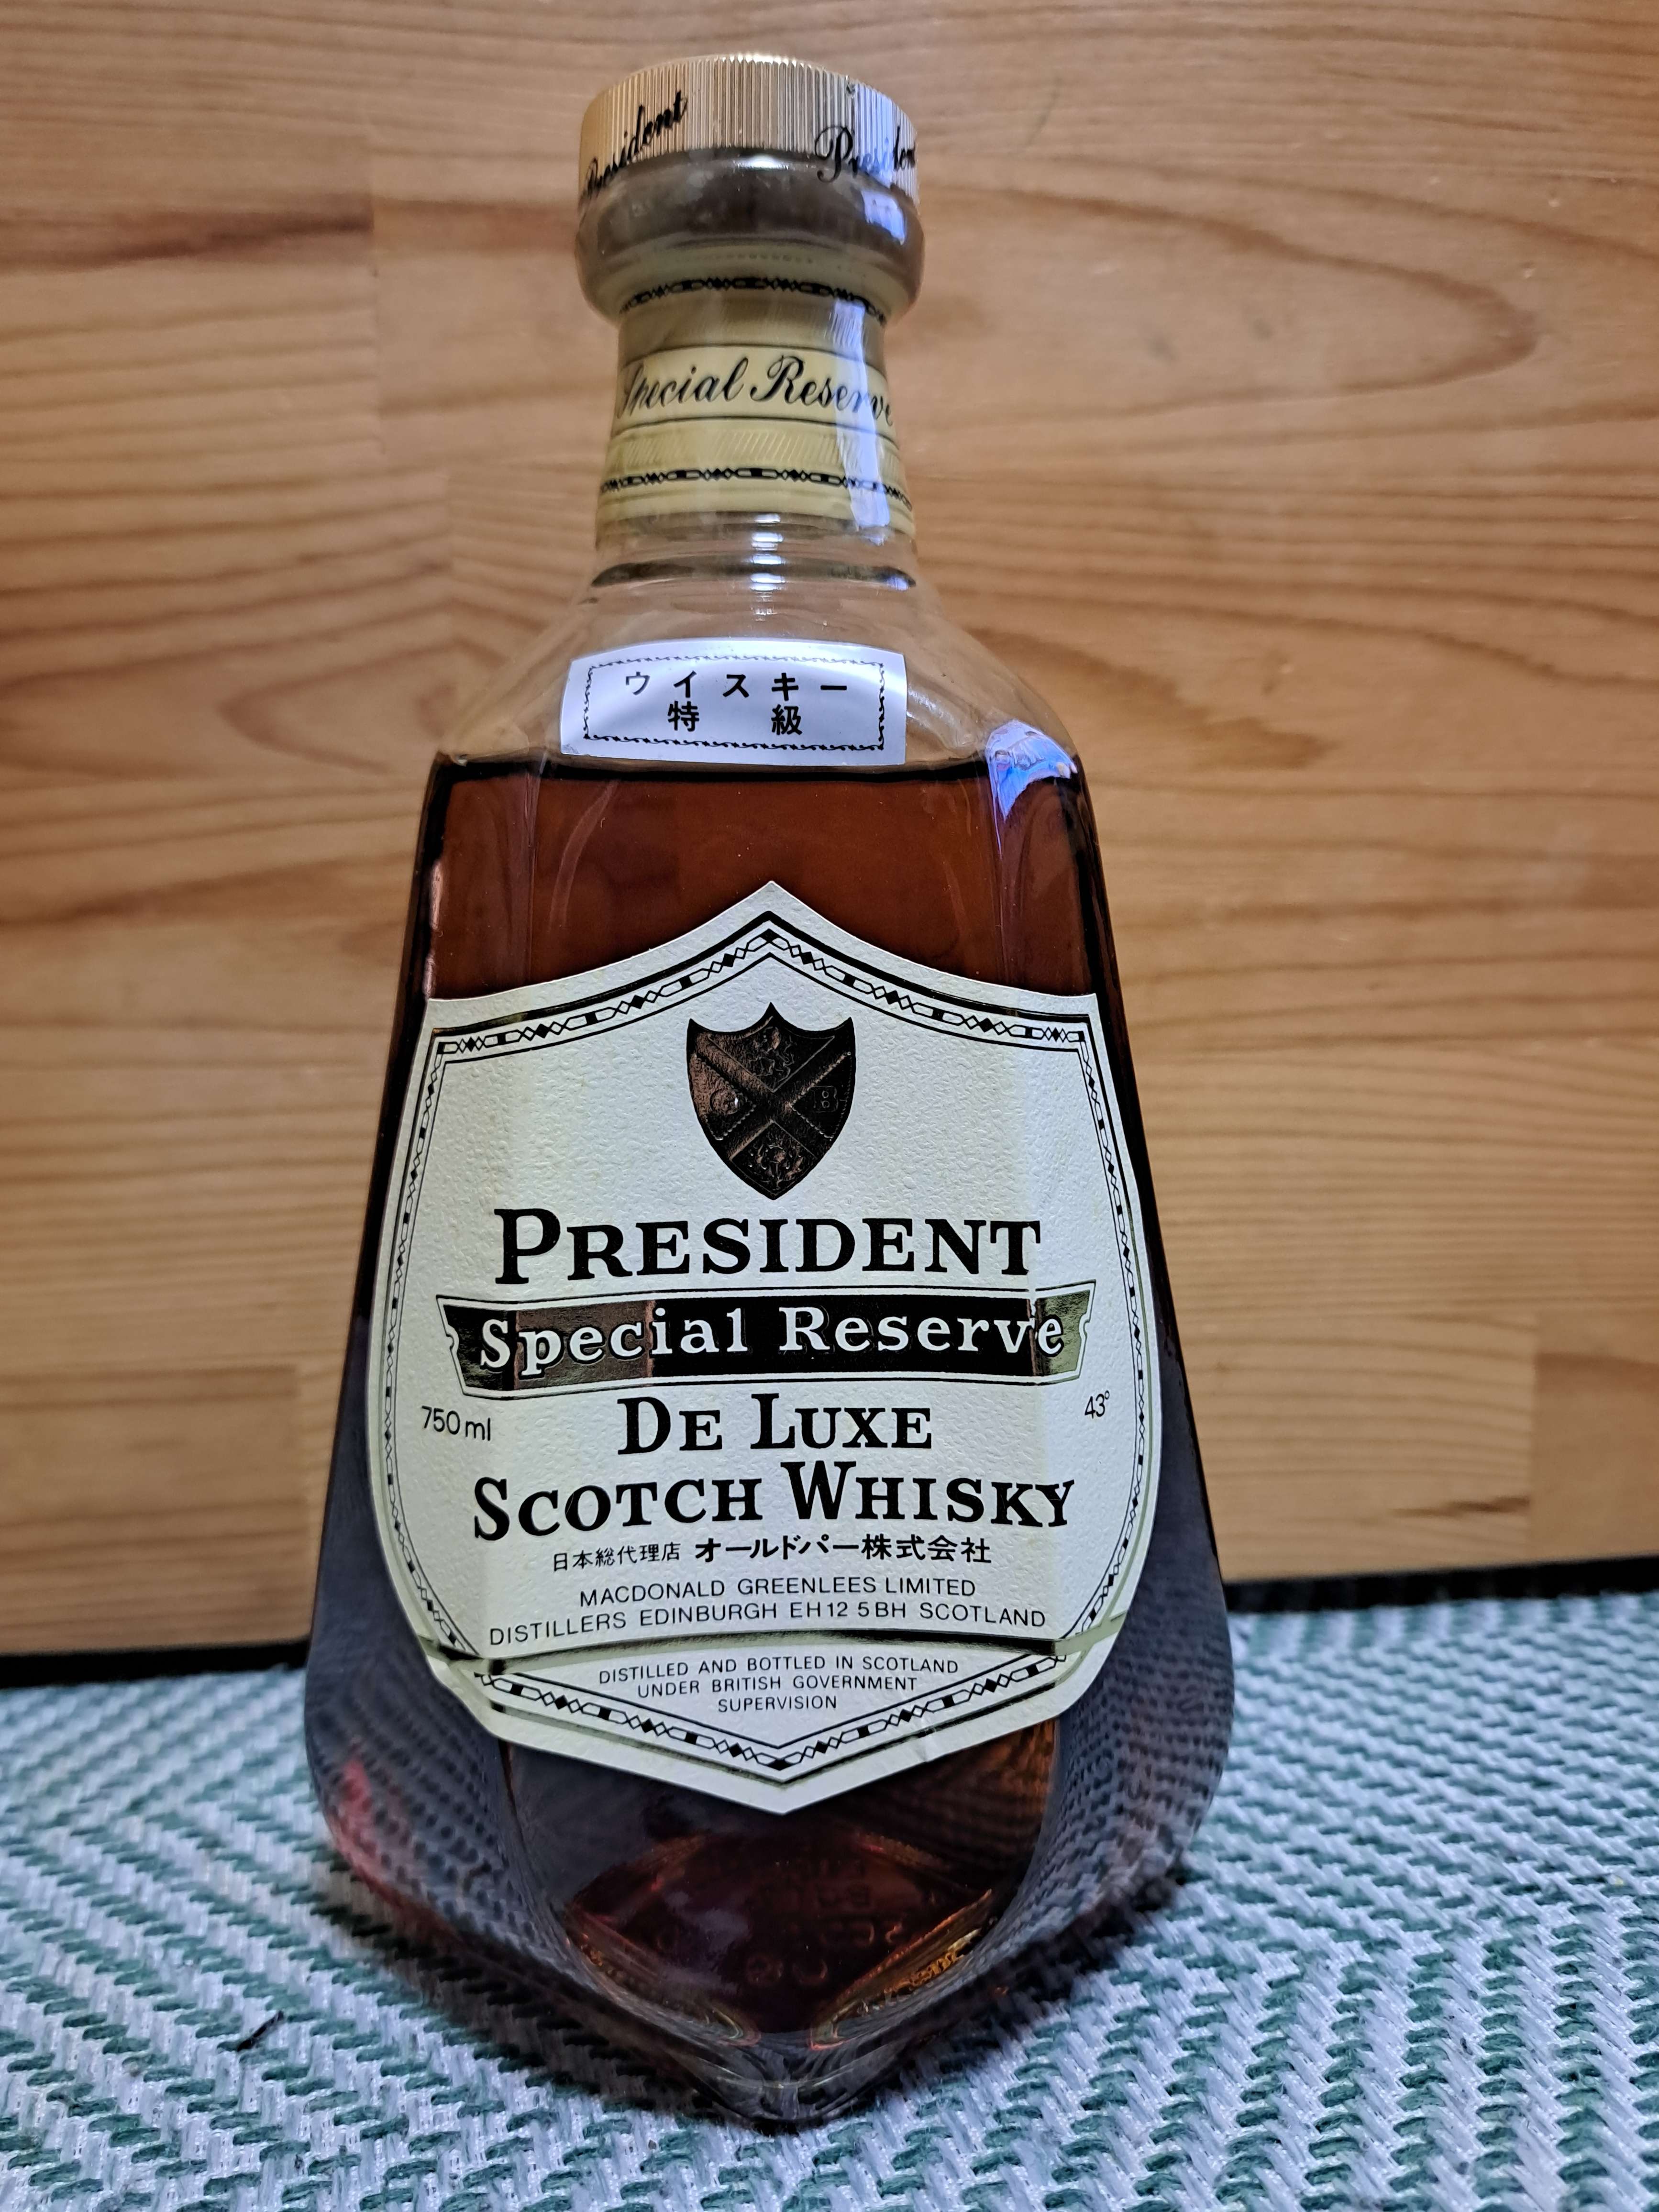 President President
Special Reserve
ウイスキー
特級
G B
PRESIDENT
Special Reserve
750 ml
43°
DE LUXE
SCOTCH WHISKY
日本総代理店 オールドパー株式会社
MACDONALD GREENLEES LIMITED
DISTILLERS EDINBURGH EH12 5BH SCOTLAND
DISTILLED AND BOTTLED IN SCOTLAND
UNDER BRITISH GOVERNMENT
SUPERVISION